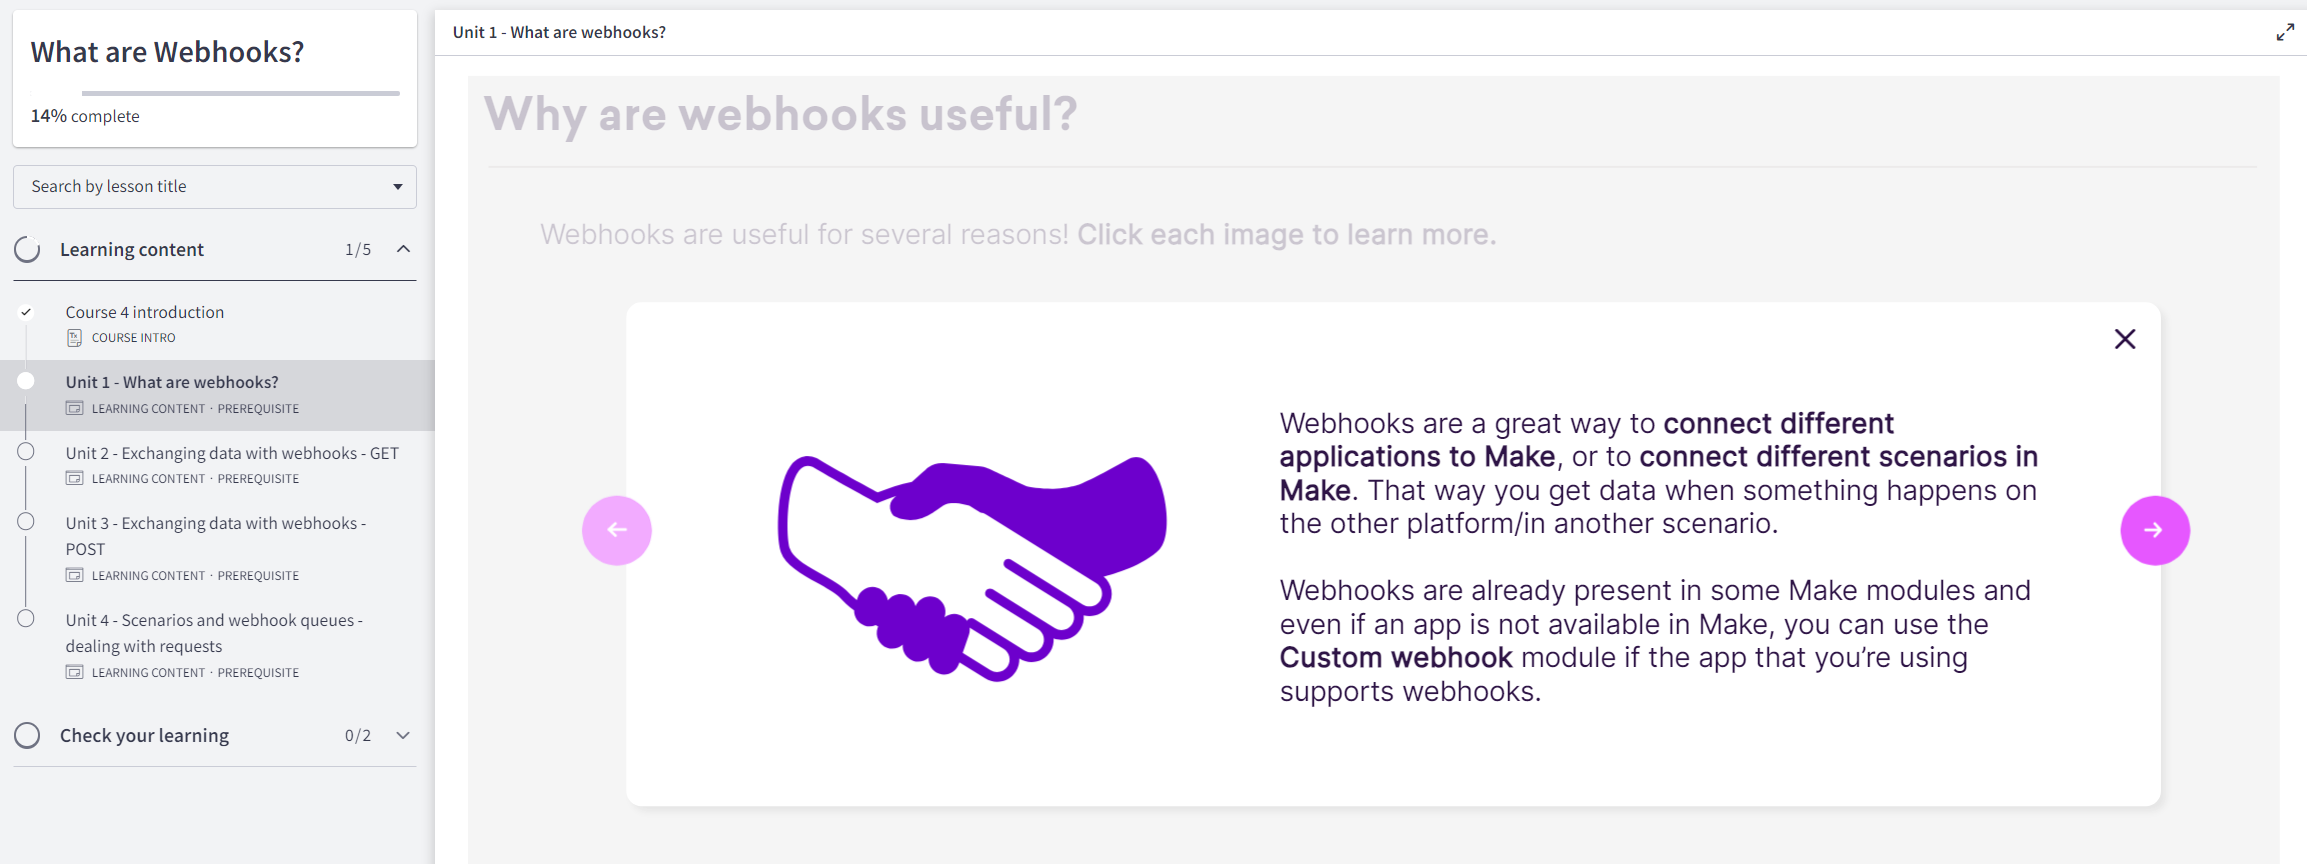 What are Webhooks?
14% complete
Search by lesson title
Learning content 1/5
Course 4 introduction
COURSE INTRO
Unit 1 - What are webhooks?
LEARNING CONTENT · PREREQUISITE
Unit 2 - Exchanging data with webhooks - GET
LEARNING CONTENT · PREREQUISITE
Unit 3 - Exchanging data with webhooks -
POST
LEARNING CONTENT · PREREQUISITE
Unit 4 - Scenarios and webhook queues -
dealing with requests
LEARNING CONTENT · PREREQUISITE
Check your learning 0/2
Unit 1 - What are webhooks?
Why are webhooks useful?
Webhooks are useful for several reasons! Click each image to learn more.
Webhooks are a great way to connect different
applications to Make, or to connect different scenarios in
Make. That way you get data when something happens on
the other platform/in another scenario.
Webhooks are already present in some Make modules and
even if an app is not available in Make, you can use the
Custom webhook module if the app that you’re using
supports webhooks.